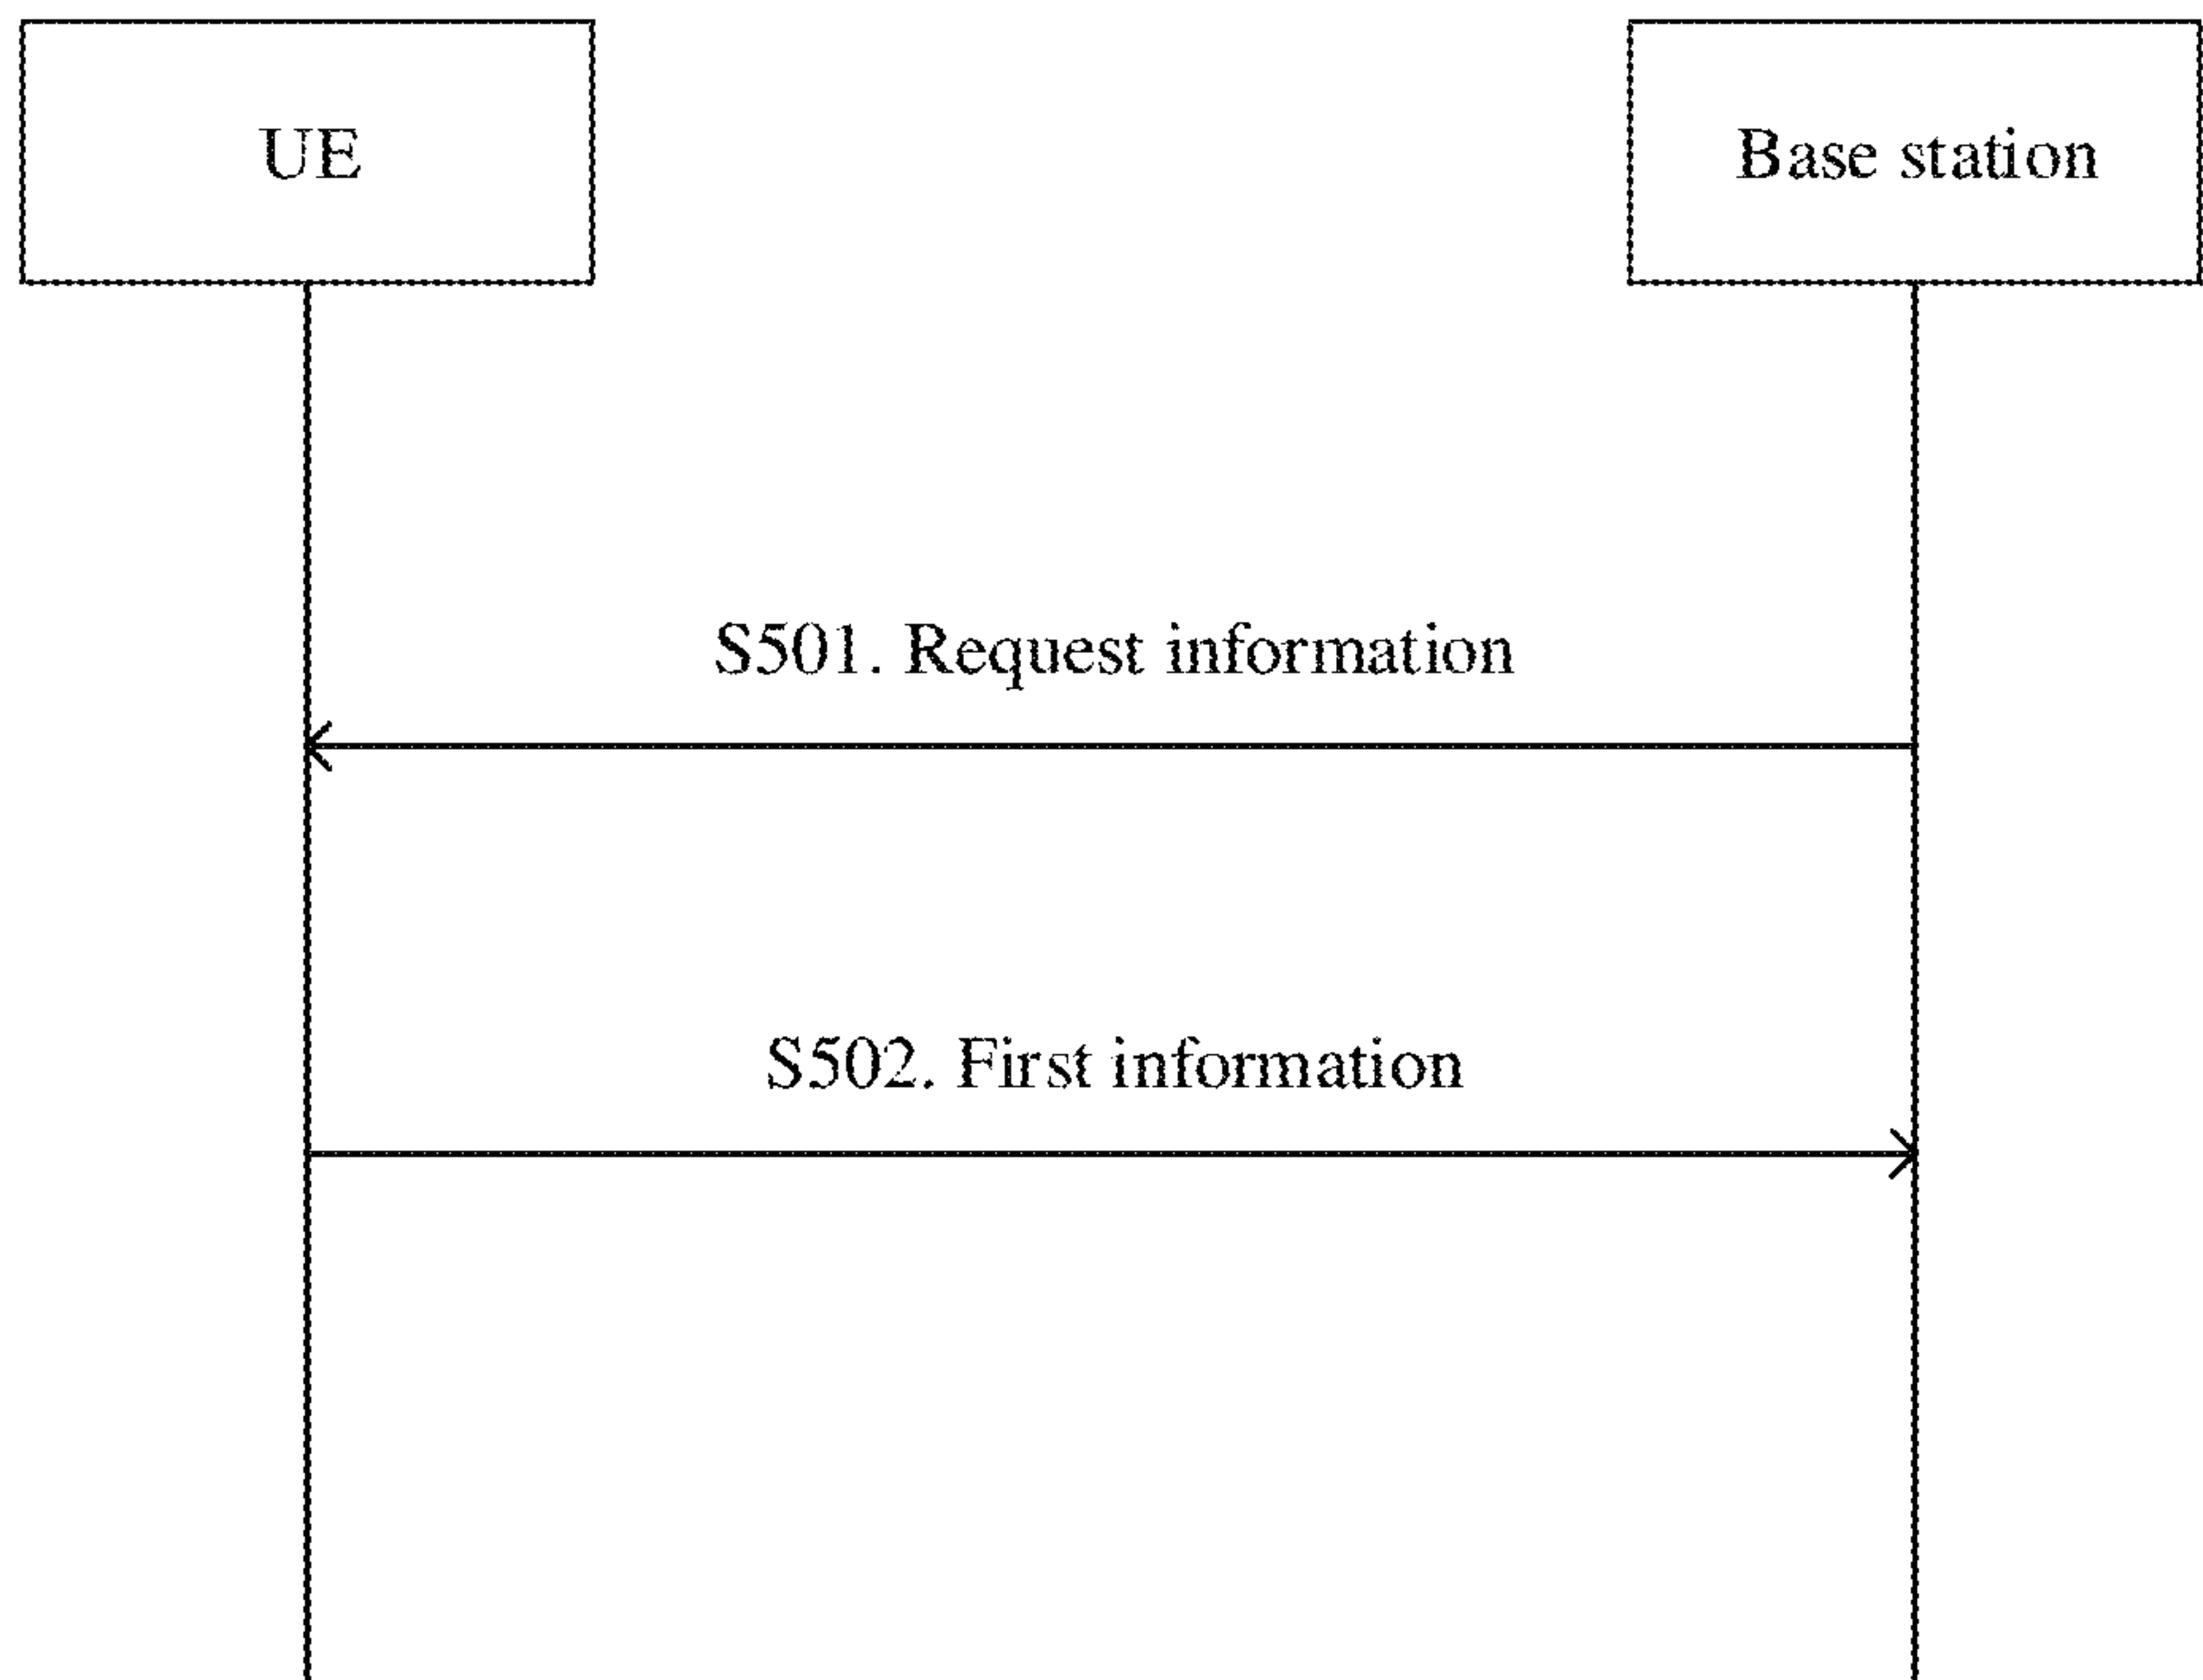 UE
Base station
S501. Request information
S502. First information